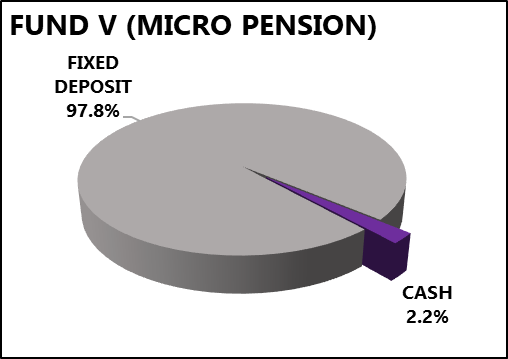 FUND V (MICRO PENSION)
FIXED
DEPOSIT
97.8%
CASH
2.2%